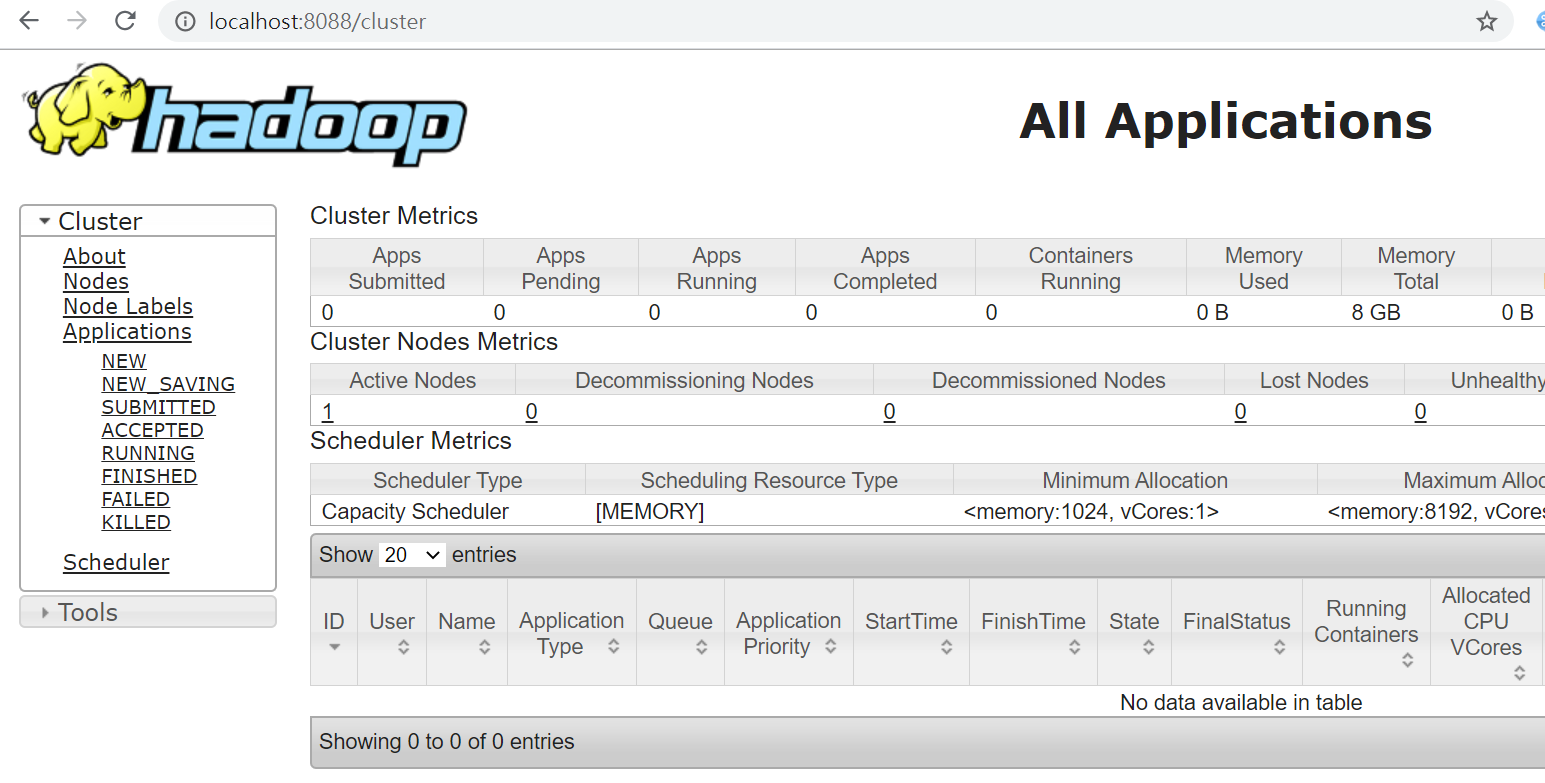 localhost:8088/cluster
hadoop
All Applications
Cluster
About
Nodes
Node Labels
Applications
NEW
NEW_SAVING
SUBMITTED
ACCEPTED
RUNNING
FINISHED
FAILED
KILLED
Scheduler
Tools
Cluster Metrics
Apps Submitted Apps Pending Apps Running Apps Completed Containers Running Memory Used Memory Total
0 0 0 0 0 0 B 8 GB 0 B
Cluster Nodes Metrics
Active Nodes Decommissioning Nodes Decommissioned Nodes Lost Nodes Unhealthy
1 0 0 0 0
Scheduler Metrics
Scheduler Type Scheduling Resource Type Minimum Allocation Maximum Alloc
Capacity Scheduler [MEMORY] <memory:1024, vCores:1> <memory:8192, vCores
Show 20 entries
ID User Name Application Type Queue Application Priority StartTime FinishTime State FinalStatus Running Containers Allocated CPU VCores
No data available in table
Showing 0 to 0 of 0 entries